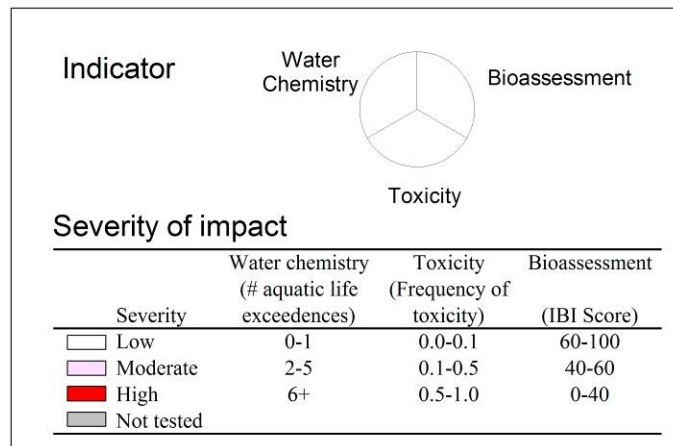 Indicator
Water
Chemistry
Bioassessment
Toxicity
Severity of impact
Water chemistry Toxicity Bioassessment
(# aquatic life (Frequency of
Severity exceedences) toxicity) (IBI Score)
Low 0-1 0.0-0.1 60-100
Moderate 2-5 0.1-0.5 40-60
High 6+ 0.5-1.0 0-40
Not tested